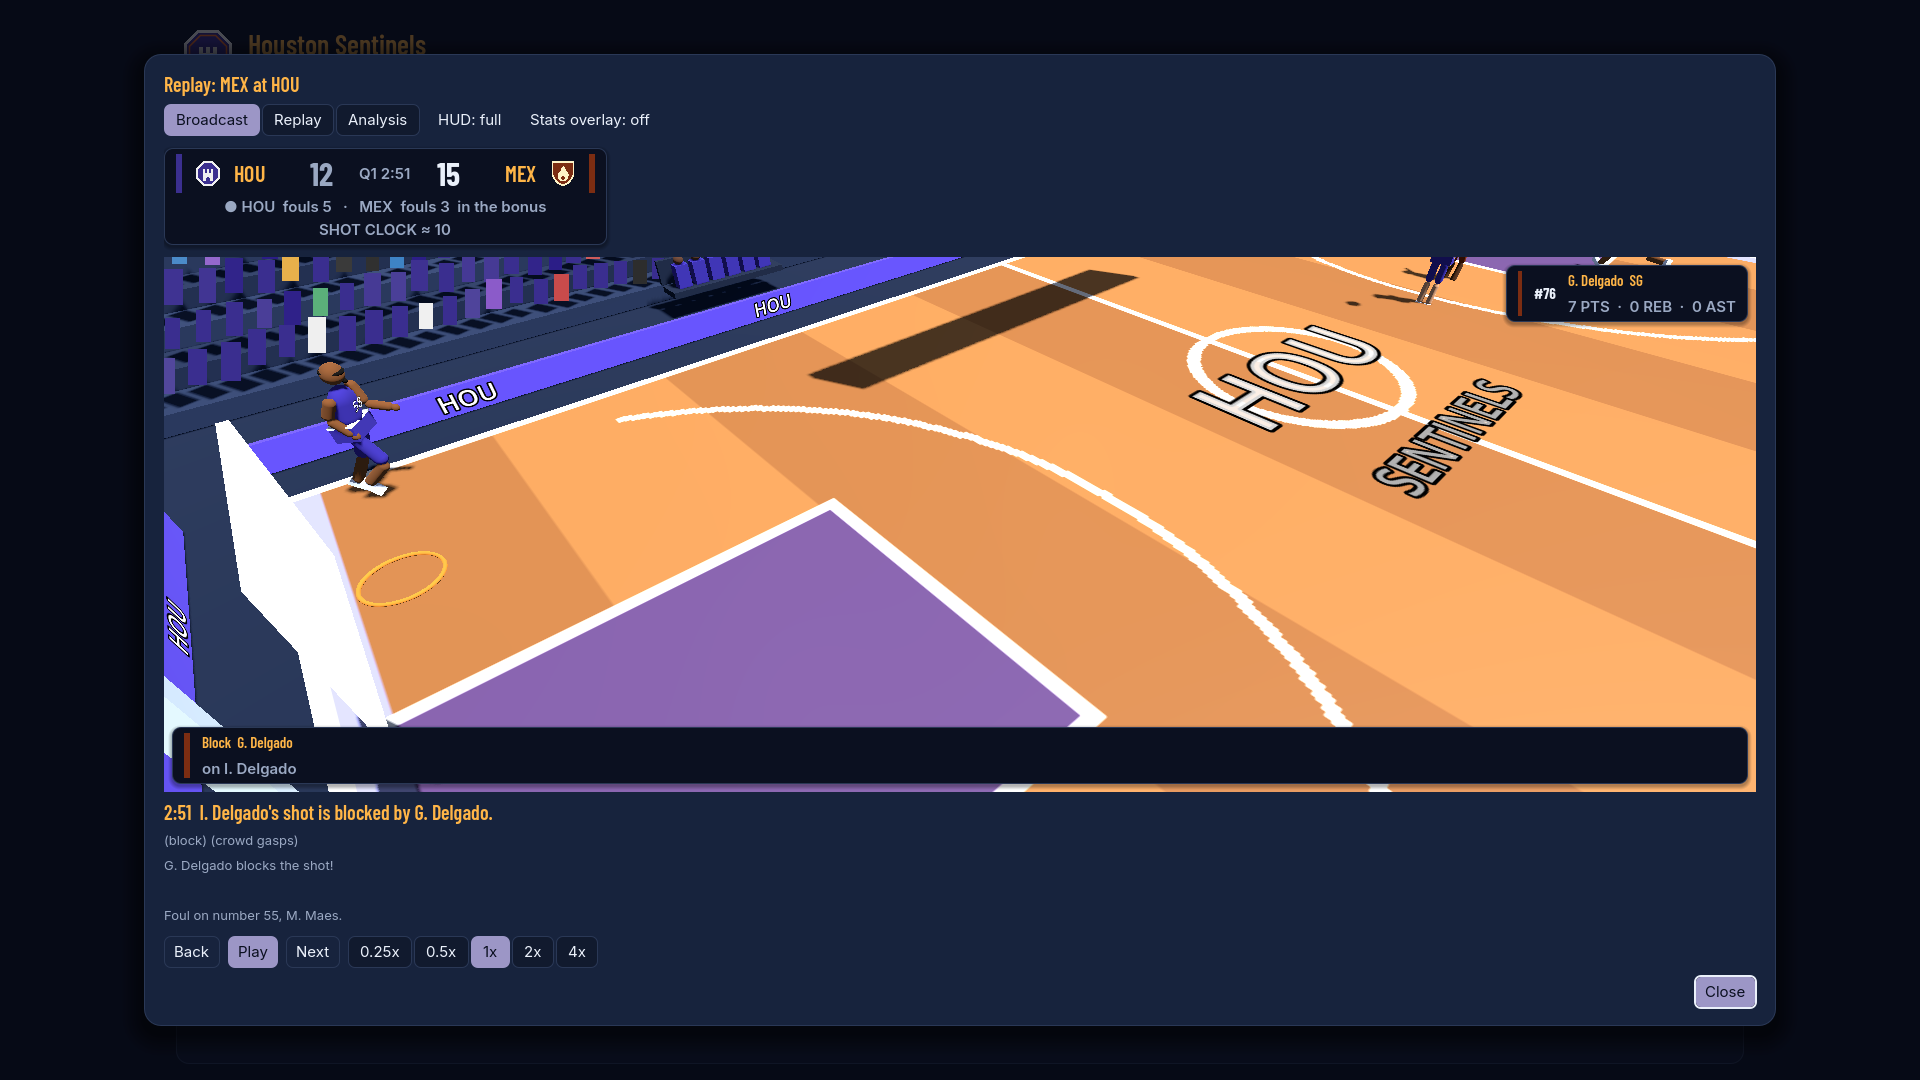 Houston Sentinels
Replay: MEX at HOU
Broadcast Replay Analysis HUD: full Stats overlay: off
HOU 12 Q1 2:51 15 MEX
HOU fouls 5 · MEX fouls 3 in the bonus
SHOT CLOCK ≈ 10
#76 G. Delgado SG
7 PTS · 0 REB · 0 AST
HOU
HOU
HOU
SENTINELS
HOU
Block G. Delgado
on I. Delgado
2:51 I. Delgado's shot is blocked by G. Delgado.
(block) (crowd gasps)
G. Delgado blocks the shot!
Foul on number 55, M. Maes.
Back Play Next 0.25x 0.5x 1x 2x 4x
Close